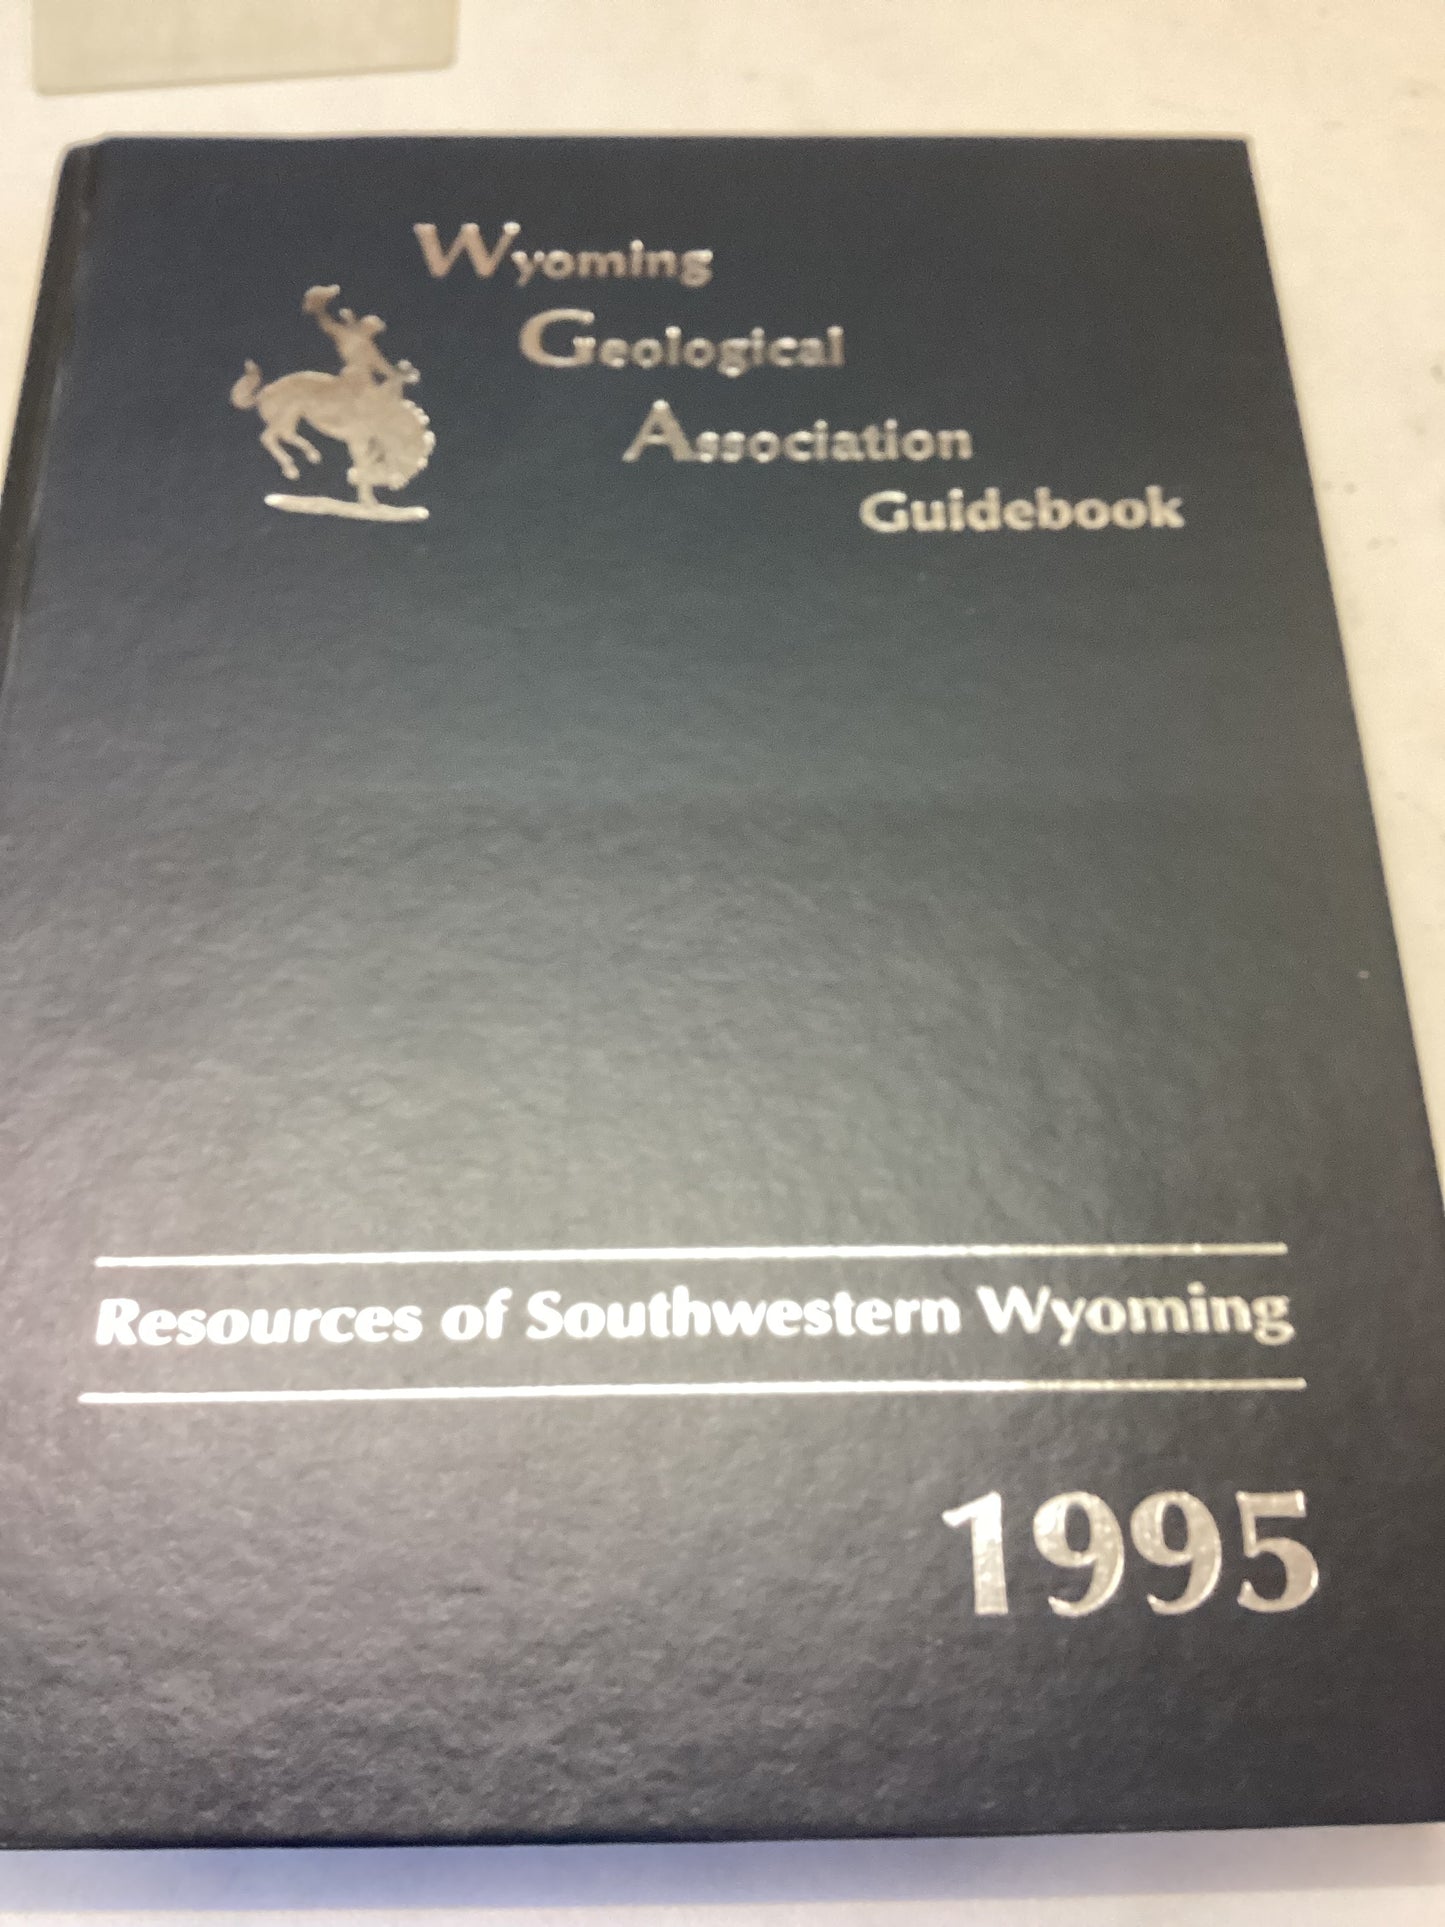 Wyoming
Geological
Association
Guidebook
Resources of Southwestern Wyoming
1995